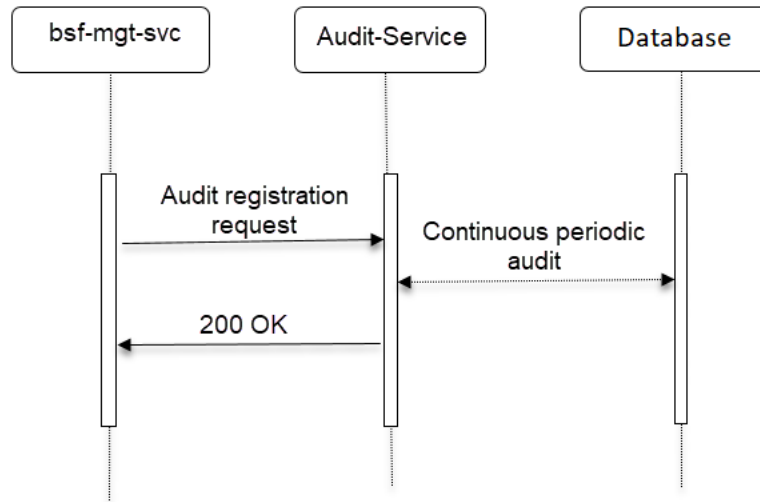 bsf-mgt-svc
Audit-Service
Database
Audit registration
request
Continuous periodic
audit
200 OK